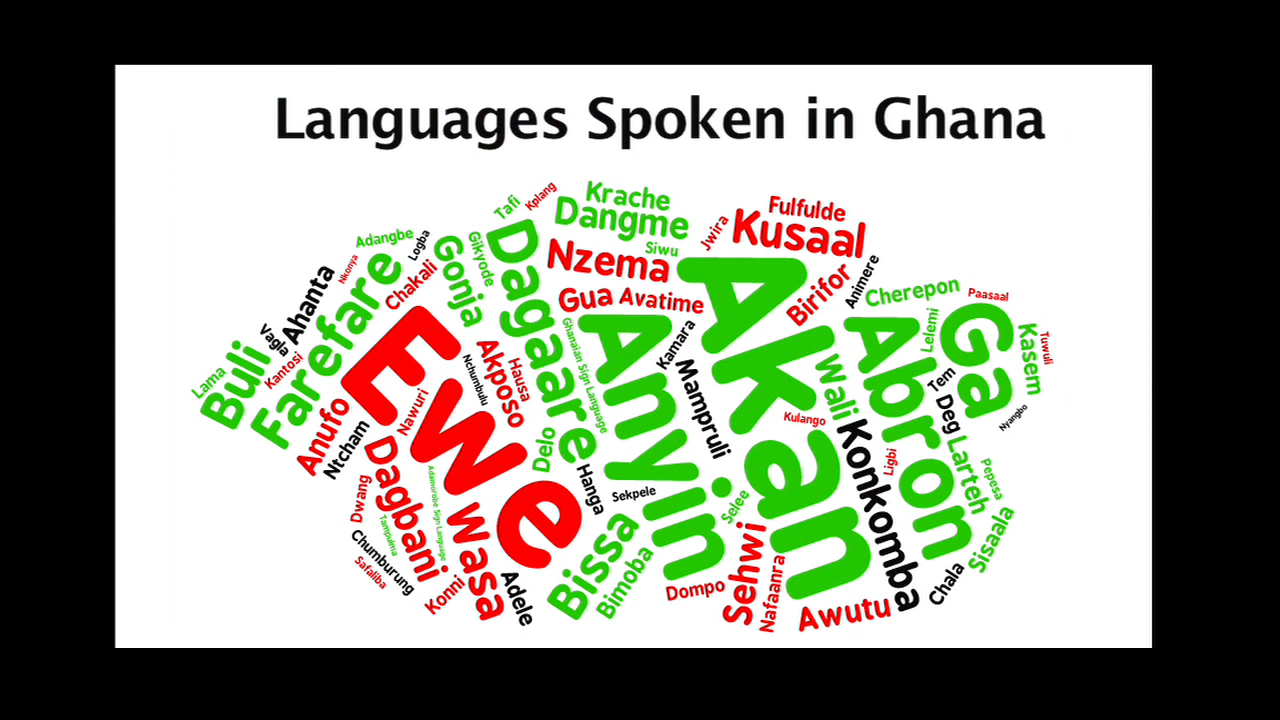 Languages Spoken in Ghana
Tafi
Kplang
Krache
Dangme
Fulfulde
Kusaal
Jwira
Siwu
Nzema
Adangbe
Logba
Gonja
Gikyode
Dagaare
Akan
Birifor
Animere
Cherepon
Paasaal
Nkonya
Chakali
Farefare
Ahanta
Gua
Avatime
Ga
Lelemi
Kasem
Tuwuli
Vagla
Kantosi
Lama
Buli
Ewe
Akposo
Hausa
Nchumbulu
Ghanaian Sign Language
Anyin
Kamara
Mampruli
Wali
Abron
Tem
Deg
Nyangbo
Kulango
Anufo
Ntcham
Nawuri
Delo
Konkomba
Ligbi
Larteh
Pepesa
Dagbani
Adamorobe Sign Language
Dwang
Tampulma
Wasa
Hanga
Sekpele
Selee
Sisaala
Chumburung
Safaliba
Konni
Adele
Bissa
Bimoba
Dompo
Sehwi
Nafaanra
Awutu
Chala